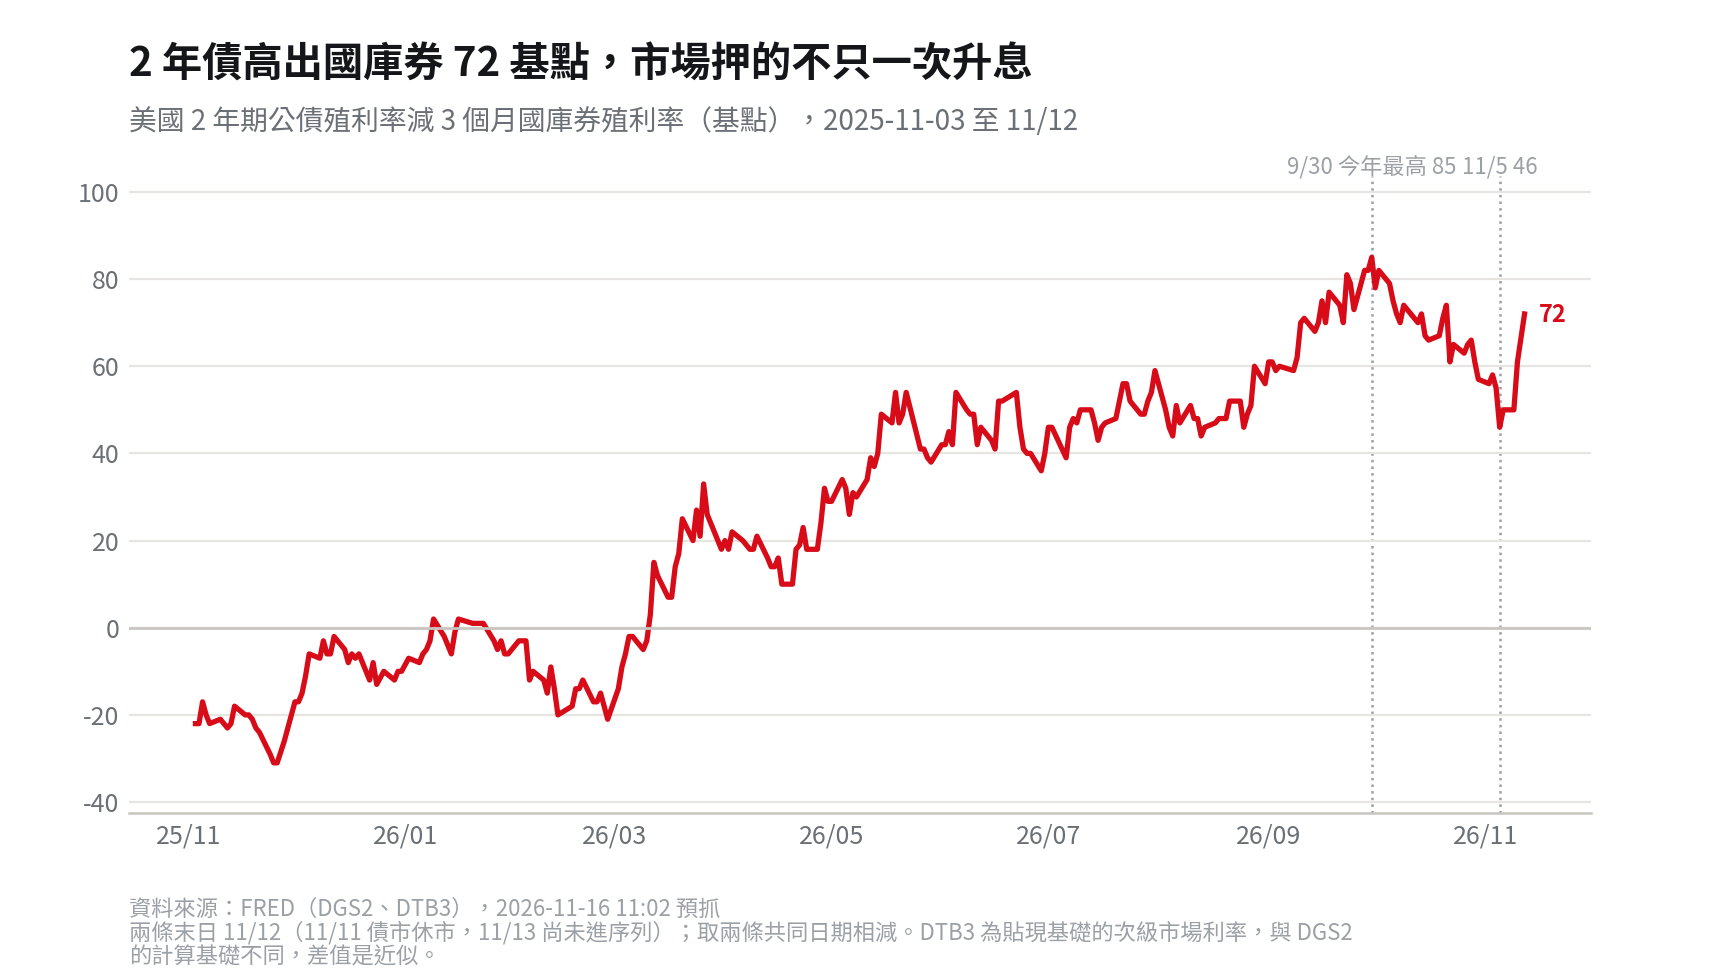 2 年債高出國庫券 72 基點，市場押的不只一次升息
美國 2 年期公債殖利率減 3 個月國庫券殖利率（基點），2025-11-03 至 11/12
9/30 今年最高 85 11/5 46
100
80
60
40
20
0
-20
-40
72
25/11 26/01 26/03 26/05 26/07 26/09 26/11
資料來源：FRED（DGS2、DTB3），2026-11-16 11:02 預抓
兩條末日 11/12（11/11 債市休市，11/13 尚未進序列）；取兩條共同日期相減。DTB3 為貼現基礎的次級市場利率，與 DGS2
的計算基礎不同，差值是近似。